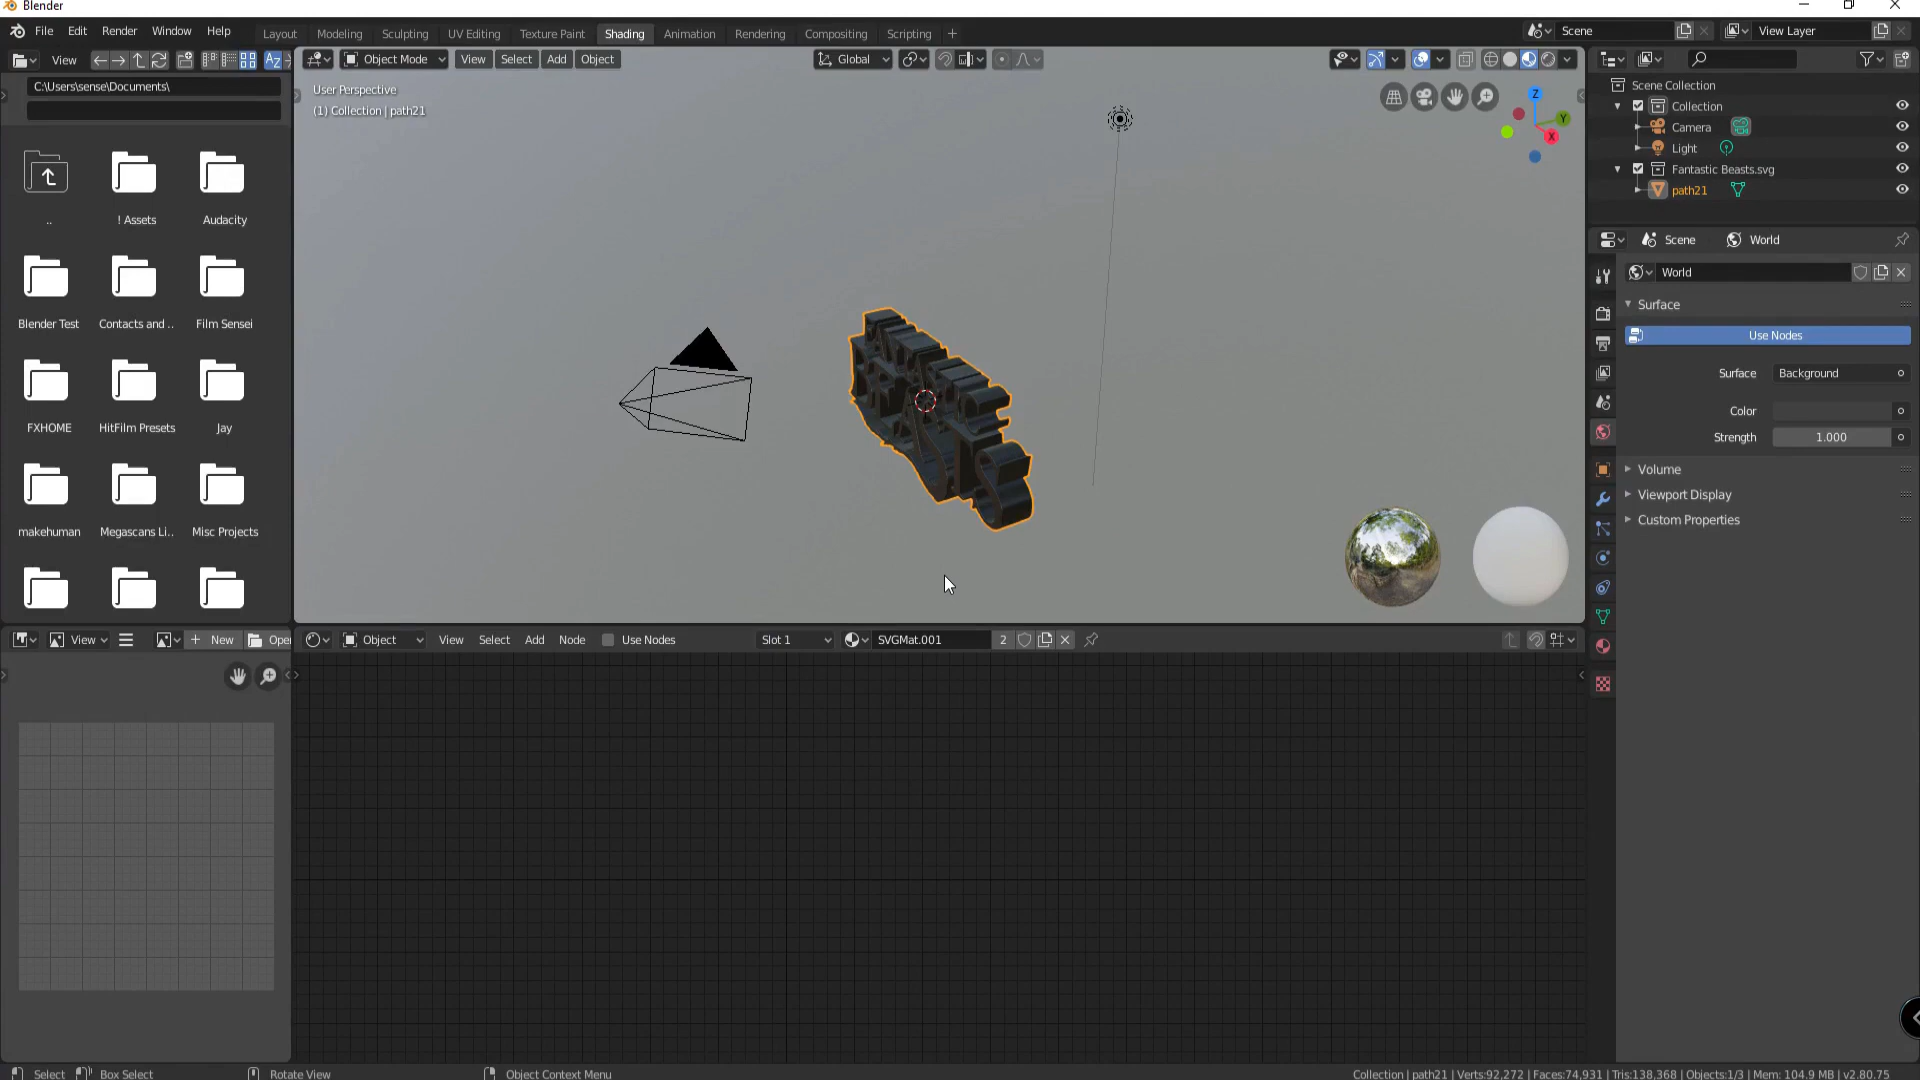 Blender
File Edit Render Window Help
Layout Modeling Sculpting UV Editing Texture Paint Shading Animation Rendering Compositing Scripting +
Scene View Layer
View
Object Mode View Select Add Object Global
C:\Users\sense\Documents\
User Perspective
(1) Collection | path21
Z
Y
X
Scene Collection
Collection
Camera
Light
Fantastic Beasts.svg
path21
.. ! Assets Audacity
Blender Test Contacts and .. Film Sensei
FXHOME HitFilm Presets Jay
makehuman Megascans Li.. Misc Projects
Scene World
World
Surface
Use Nodes
Surface Background
Color
Strength 1.000
Volume
Viewport Display
Custom Properties
View + New Open
Object View Select Add Node Use Nodes Slot 1 SVGMat.001 2
Select Box Select Rotate View Object Context Menu
Collection | path21 | Verts:92,272 | Faces:74,931 | Tris:138,368 | Objects:1/3 | Mem: 104.9 MB | v2.80.75